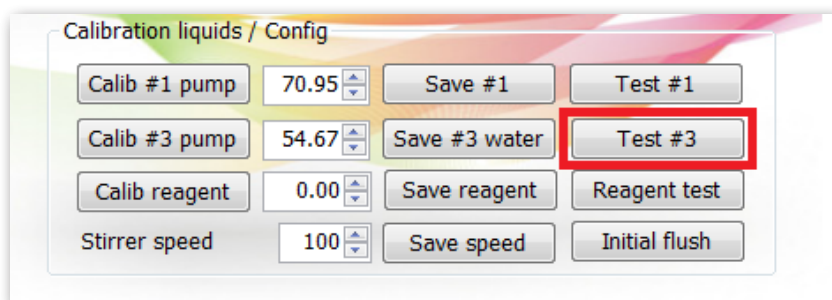 Calibration liquids / Config
Calib #1 pump 70.95 Save #1 Test #1
Calib #3 pump 54.67 Save #3 water Test #3
Calib reagent 0.00 Save reagent Reagent test
Stirrer speed 100 Save speed Initial flush